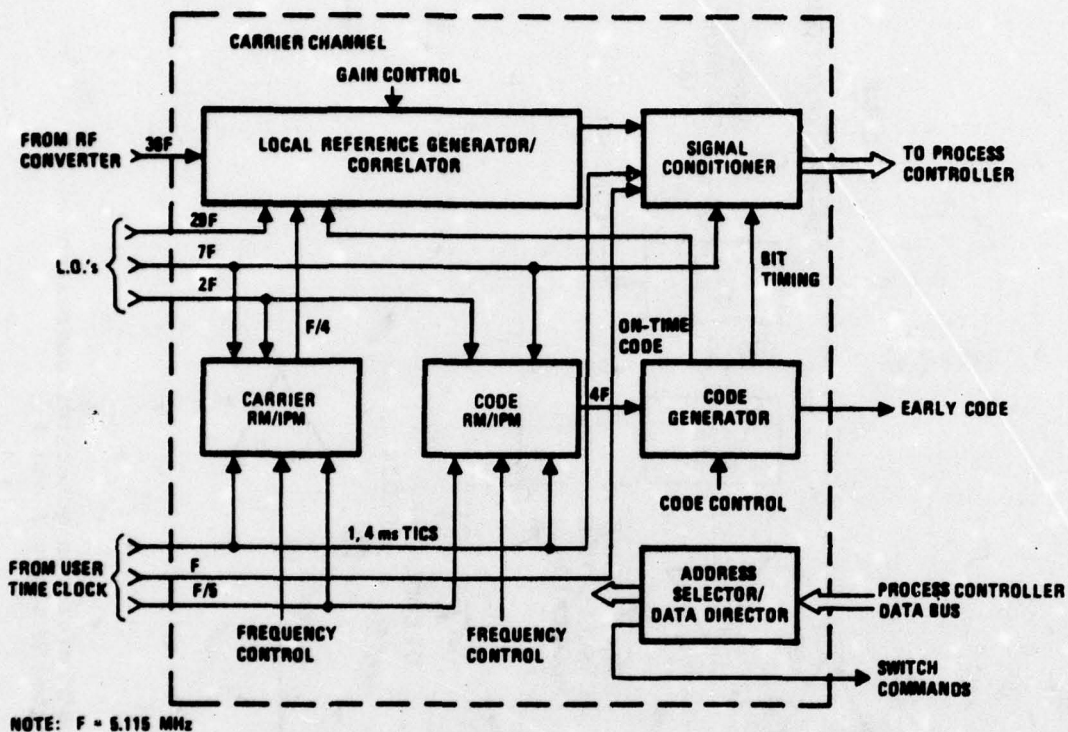 CARRIER CHANNEL
GAIN CONTROL
FROM RF
CONVERTER
36F
LOCAL REFERENCE GENERATOR/
CORRELATOR
SIGNAL
CONDITIONER
TO PROCESS
CONTROLLER
L.O.'s
29F
7F
2F
F/4
BIT
TIMING
ON-TIME
CODE
CARRIER
RM/IPM
CODE
RM/IPM
4F
CODE
GENERATOR
EARLY CODE
CODE CONTROL
FROM USER
TIME CLOCK
1, 4 ms TICS
F
F/5
FREQUENCY
CONTROL
FREQUENCY
CONTROL
ADDRESS
SELECTOR/
DATA DIRECTOR
PROCESS CONTROLLER
DATA BUS
SWITCH
COMMANDS
NOTE: F = 5.115 MHz